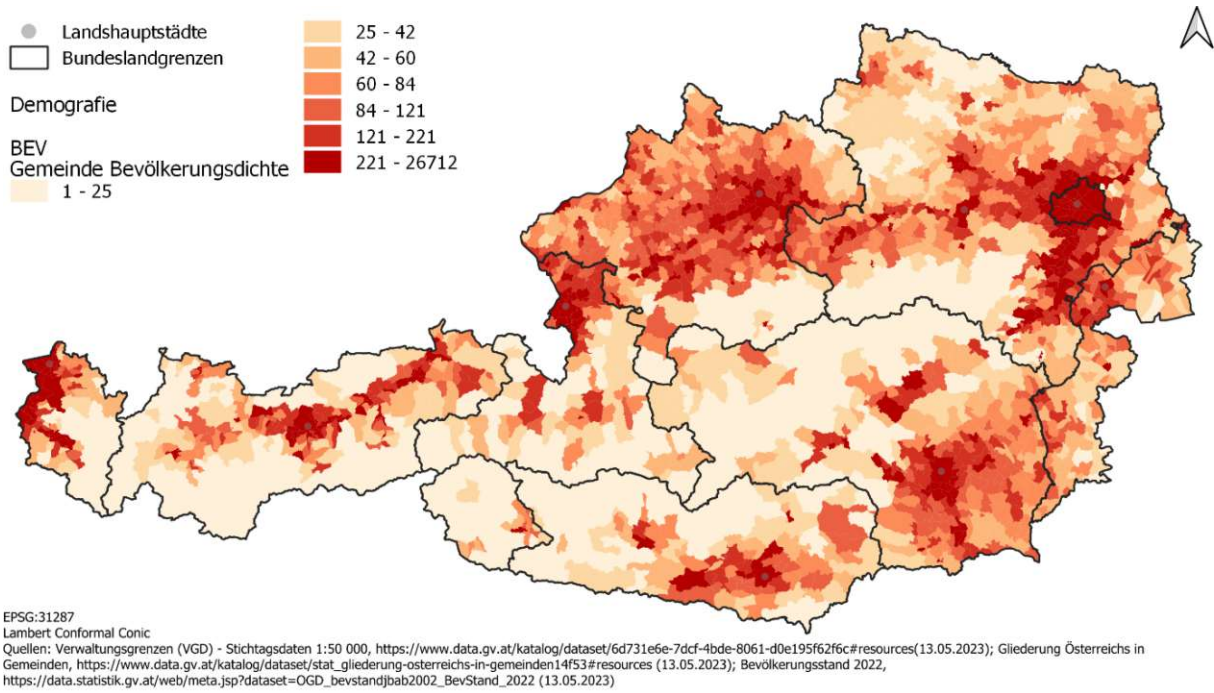 Landshauptstädte
Bundeslandgrenzen
Demografie
BEV
Gemeinde Bevölkerungsdichte
1 - 25
25 - 42
42 - 60
60 - 84
84 - 121
121 - 221
221 - 26712
EPSG:31287
Lambert Conformal Conic
Quellen: Verwaltungsgrenzen (VGD) - Stichtagsdaten 1:50 000, https://www.data.gv.at/katalog/dataset/6d731e6e-7dcf-4bde-8061-d0e195f62f6c#resources(13.05.2023); Gliederung Österreichs in
Gemeinden, https://www.data.gv.at/katalog/dataset/stat_gliederung-osterreichs-in-gemeinden14f53#resources (13.05.2023); Bevölkerungsstand 2022,
https://data.statistik.gv.at/web/meta.jsp?dataset=OGD_bevstandjbab2002_BevStand_2022 (13.05.2023)